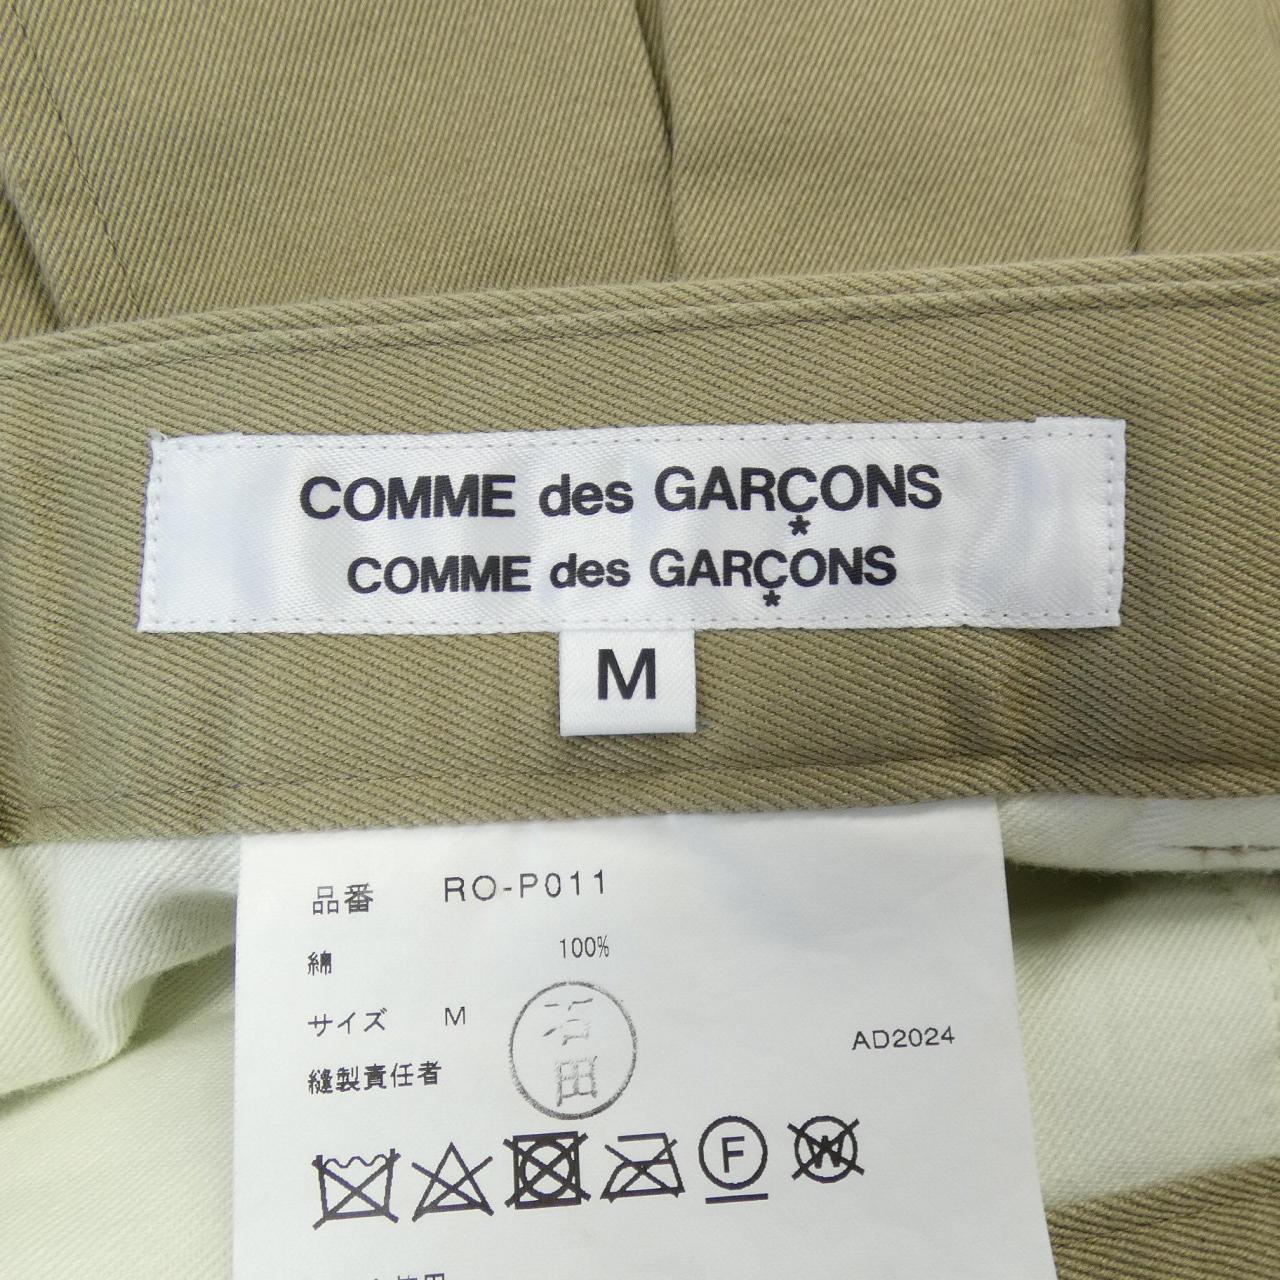 COMME des GARÇONS
*
COMME des GARÇONS
*
M
品番 RO-P011
綿 100%
サイズ M
AD2024
縫製責任者
F
W